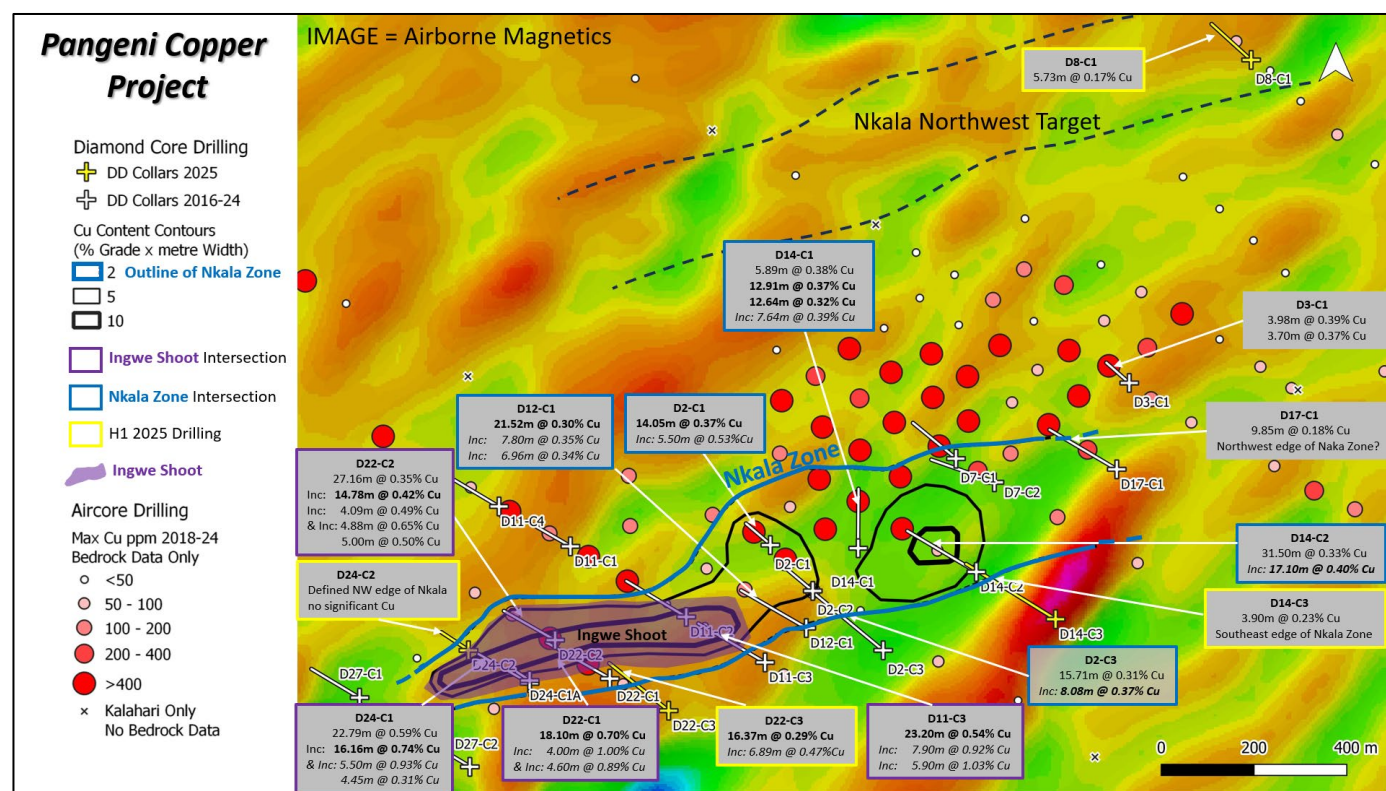 Pangeni Copper
Project
Diamond Core Drilling
DD Collars 2025
DD Collars 2016-24
Cu Content Contours
(% Grade x metre Width)
2 Outline of Nkala Zone
5
10
Ingwe Shoot Intersection
Nkala Zone Intersection
H1 2025 Drilling
Ingwe Shoot
Aircore Drilling
Max Cu ppm 2018-24
Bedrock Data Only
<50
50 - 100
100 - 200
200 - 400
>400
× Kalahari Only
No Bedrock Data
IMAGE = Airborne Magnetics
D8-C1
5.73m @ 0.17% Cu
D8-C1
Nkala Northwest Target
D14-C1
5.89m @ 0.38% Cu
12.91m @ 0.37% Cu
12.64m @ 0.32% Cu
Inc: 7.64m @ 0.39% Cu
D3-C1
3.98m @ 0.39% Cu
3.70m @ 0.37% Cu
D3-C1
D12-C1
21.52m @ 0.30% Cu
Inc: 7.80m @ 0.35% Cu
Inc: 6.96m @ 0.34% Cu
D2-C1
14.05m @ 0.37% Cu
Inc: 5.50m @ 0.53%Cu
D17-C1
9.85m @ 0.18% Cu
Northwest edge of Naka Zone?
Nkala Zone
D7-C1
D7-C2
D17-C1
D22-C2
27.16m @ 0.35% Cu
Inc: 14.78m @ 0.42% Cu
Inc: 4.09m @ 0.49% Cu
& Inc: 4.88m @ 0.65% Cu
5.00m @ 0.50% Cu
D11-C4
D11-C1
D2-C1
D14-C1
D14-C2
D14-C2
31.50m @ 0.33% Cu
Inc: 17.10m @ 0.40% Cu
D24-C2
Defined NW edge of Nkala
no significant Cu
D14-C3
3.90m @ 0.23% Cu
Southeast edge of Nkala Zone
D2-C2
D14-C3
Ingwe Shoot
D11-C2
D12-C1
D2-C3
D24-C2
D22-C2
D11-C3
D2-C3
15.71m @ 0.31% Cu
Inc: 8.08m @ 0.37% Cu
D27-C1
D24-C1A
D22-C1
D22-C3
D27-C2
D24-C1
22.79m @ 0.59% Cu
Inc: 16.16m @ 0.74% Cu
& Inc: 5.50m @ 0.93% Cu
4.45m @ 0.31% Cu
D22-C1
18.10m @ 0.70% Cu
Inc: 4.00m @ 1.00% Cu
& Inc: 4.60m @ 0.89% Cu
D22-C3
16.37m @ 0.29% Cu
Inc: 6.89m @ 0.47%Cu
D11-C3
23.20m @ 0.54% Cu
Inc: 7.90m @ 0.92% Cu
Inc: 5.90m @ 1.03% Cu
0 200 400 m